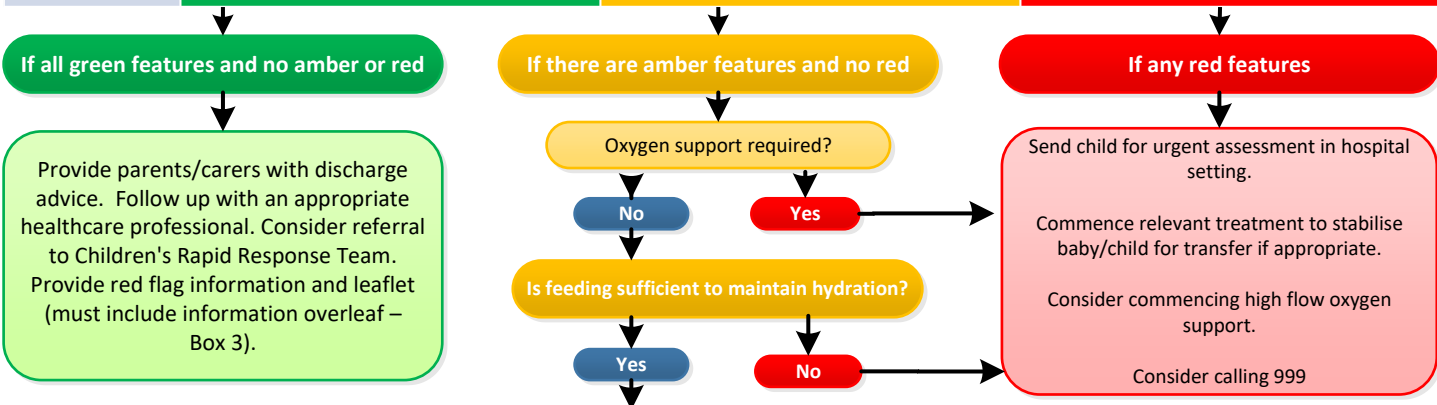 If all green features and no amber or red
Provide parents/carers with discharge
advice.  Follow up with an appropriate
healthcare professional. Consider referral
to Children's Rapid Response Team.
Provide red flag information and leaflet
(must include information overleaf –
Box 3).
If there are amber features and no red
Oxygen support required?
No
Yes
Is feeding sufficient to maintain hydration?
Yes
No
If any red features
Send child for urgent assessment in hospital
setting.
Commence relevant treatment to stabilise
baby/child for transfer if appropriate.
Consider commencing high flow oxygen
support.
Consider calling 999